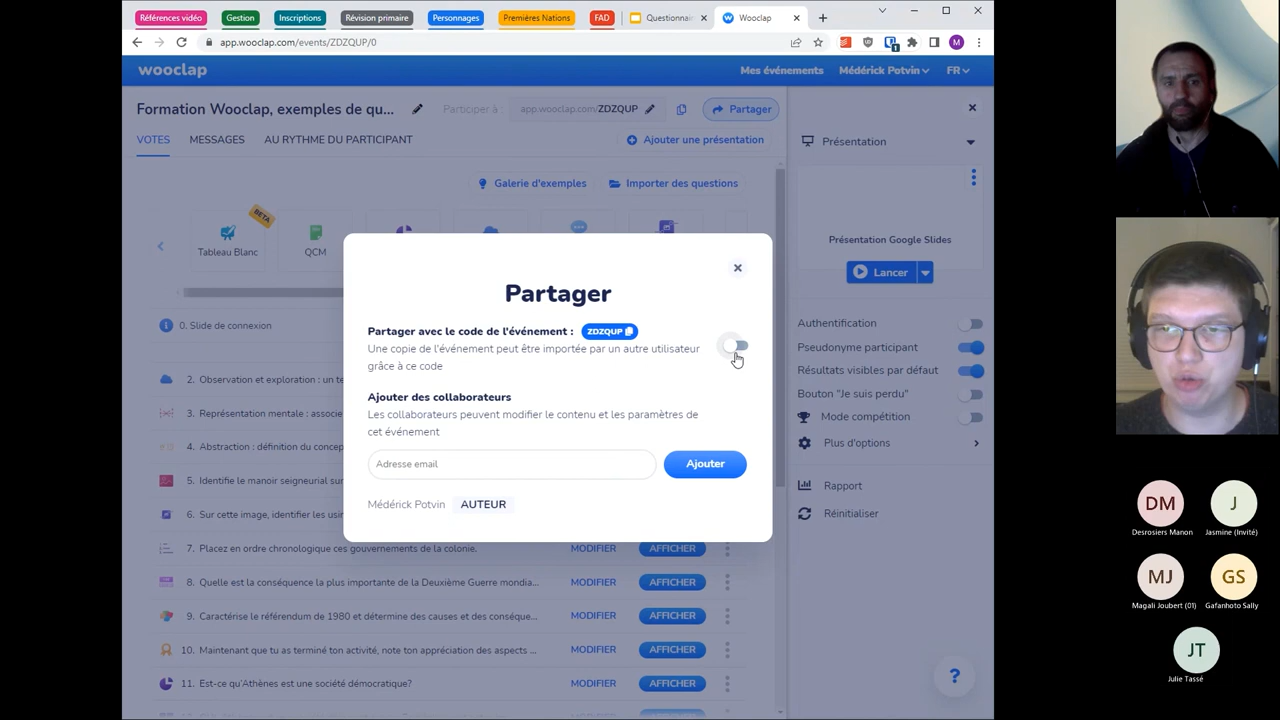 Références vidéo
Gestion
Inscriptions
Révision primaire
Personnages
Premières Nations
FAD
Questionnai
Wooclap
app.wooclap.com/events/ZDZQUP/0
M
wooclap
Mes événements
Médérick Potvin
FR
Formation Wooclap, exemples de qu...
Participer à :
app.wooclap.com/ZDZQUP
Partager
VOTES
MESSAGES
AU RYTHME DU PARTICIPANT
Ajouter une présentation
Présentation
Galerie d'exemples
Importer des questions
BETA
Tableau Blanc
QCM
Présentation Google Slides
Lancer
Partager
Partager avec le code de l'événement :
ZDZQUP
Une copie de l'événement peut être importée par un autre utilisateur
grâce à ce code
Ajouter des collaborateurs
Les collaborateurs peuvent modifier le contenu et les paramètres de
cet événement
Adresse email
Ajouter
Médérick Potvin
AUTEUR
0. Slide de connexion
2. Observation et exploration : un te
3. Représentation mentale : associe
4. Abstraction : définition du concep
5. Identifie le manoir seigneurial sur
6. Sur cette image, identifier les usin
7. Placez en ordre chronologique ces gouvernements de la colonie.
MODIFIER
AFFICHER
8. Quelle est la conséquence la plus importante de la Deuxième Guerre mondia...
MODIFIER
AFFICHER
9. Caractérise le référendum de 1980 et détermine des causes et des conséque...
MODIFIER
AFFICHER
10. Maintenant que tu as terminé ton activité, note ton appréciation des aspects ...
MODIFIER
AFFICHER
11. Est-ce qu'Athènes est une société démocratique?
MODIFIER
AFFICHER
Authentification
Pseudonyme participant
Résultats visibles par défaut
Bouton "Je suis perdu"
Mode compétition
Plus d'options
Rapport
Réinitialiser
?
DM
Desrosiers Manon
J
Jasmine (Invité)
MJ
Magali Joubert (01)
GS
Gafanhoto Sally
JT
Julie Tassé